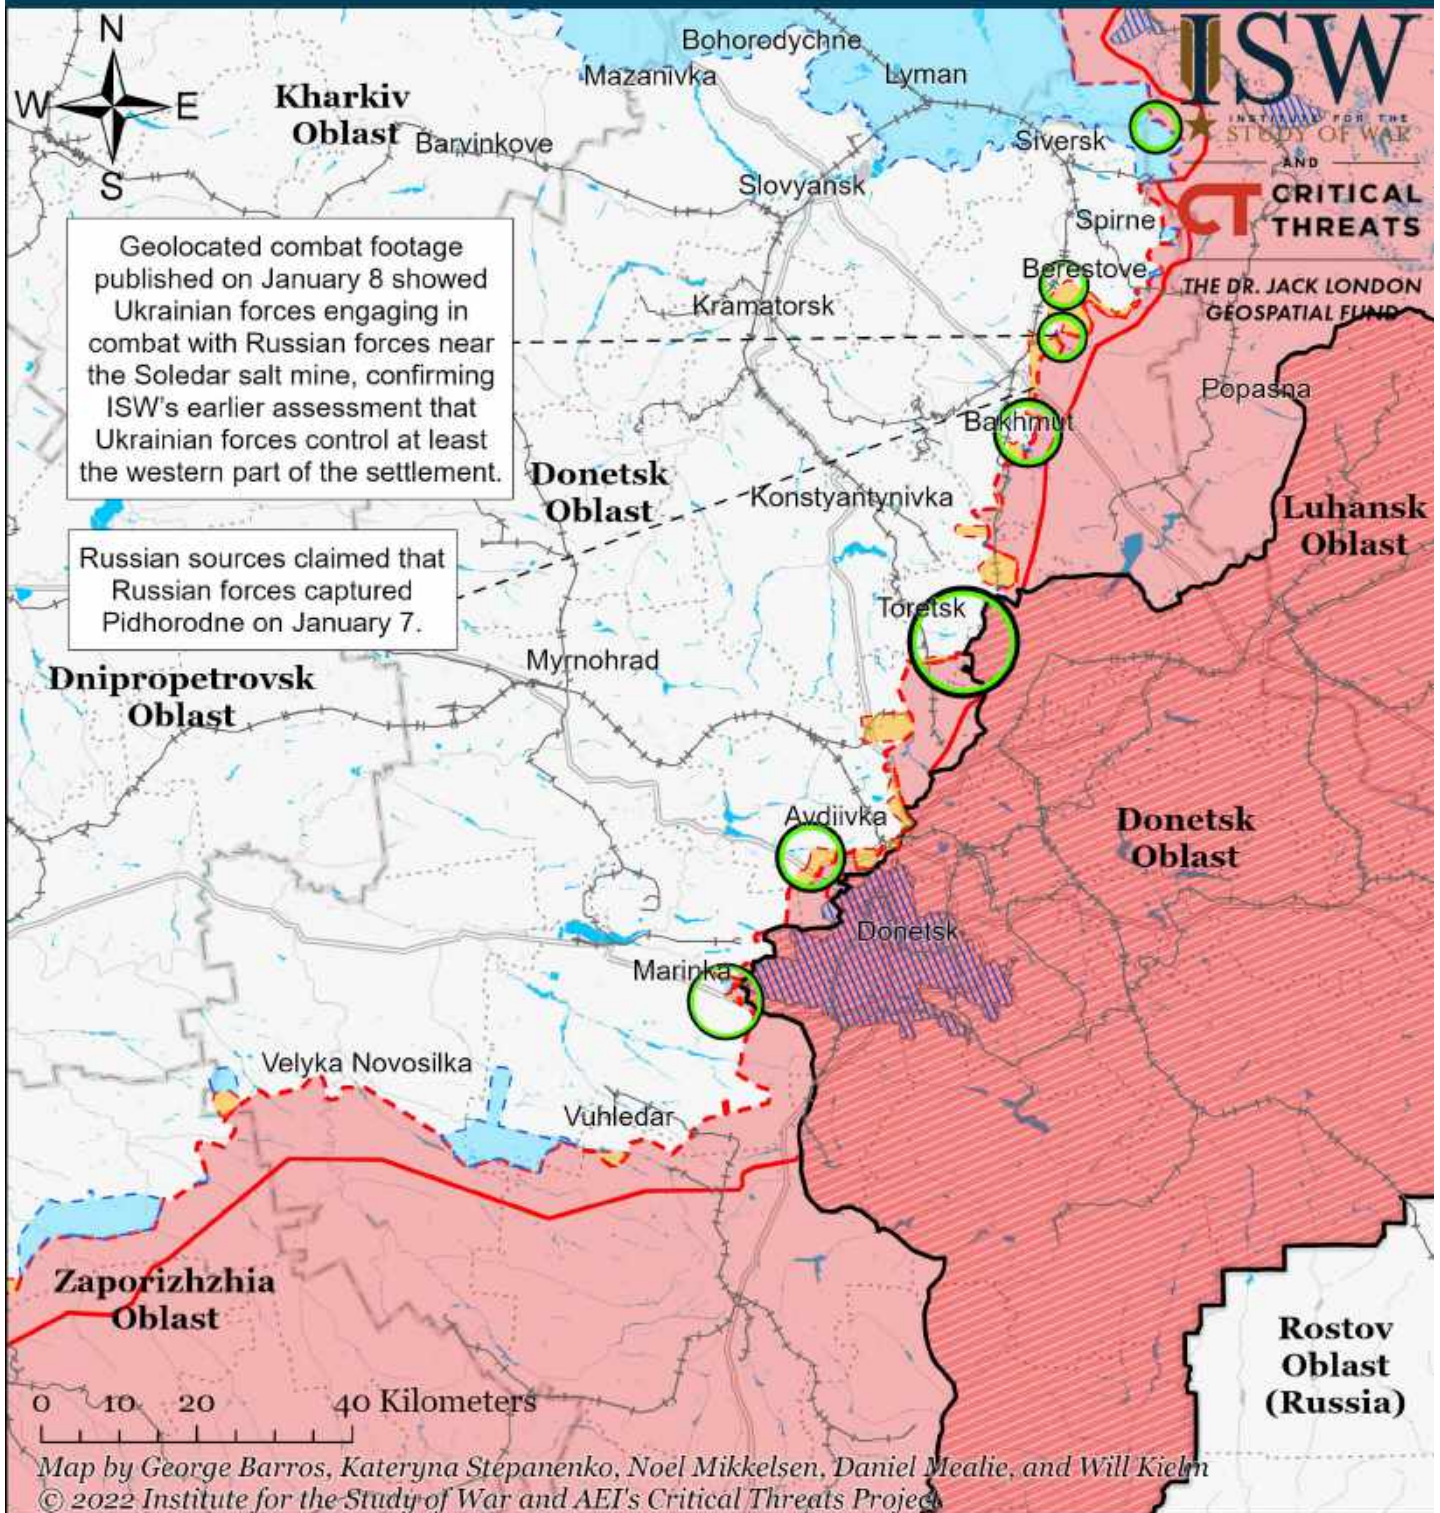 N
W
E
S
Kharkiv
Oblast
Barvinkove
Bohorodychne
Mazanivka
Lyman
Siversk
Slovyansk
Spirne
Berestove
Kramatorsk
ISW
INSTITUTE FOR THE
STUDY OF WAR
AND
CT CRITICAL
THREATS
THE DR. JACK LONDON
GEOSPATIAL FUND
Geolocated combat footage
published on January 8 showed
Ukrainian forces engaging in
combat with Russian forces near
the Soledar salt mine, confirming
ISW's earlier assessment that
Ukrainian forces control at least
the western part of the settlement.
Popasna
Bakhmut
Donetsk
Oblast
Konstyantynivka
Luhansk
Oblast
Russian sources claimed that
Russian forces captured
Pidhorodne on January 7.
Toretsk
Myrnohrad
Dnipropetrovsk
Oblast
Avdiivka
Donetsk
Oblast
Donetsk
Marinka
Velyka Novosilka
Vuhledar
Zaporizhzhia
Oblast
Rostov
Oblast
(Russia)
0 10 20 40 Kilometers
Map by George Barros, Kateryna Stepanenko, Noel Mikkelsen, Daniel Mealie, and Will Kielm
© 2022 Institute for the Study of War and AEI's Critical Threats Project